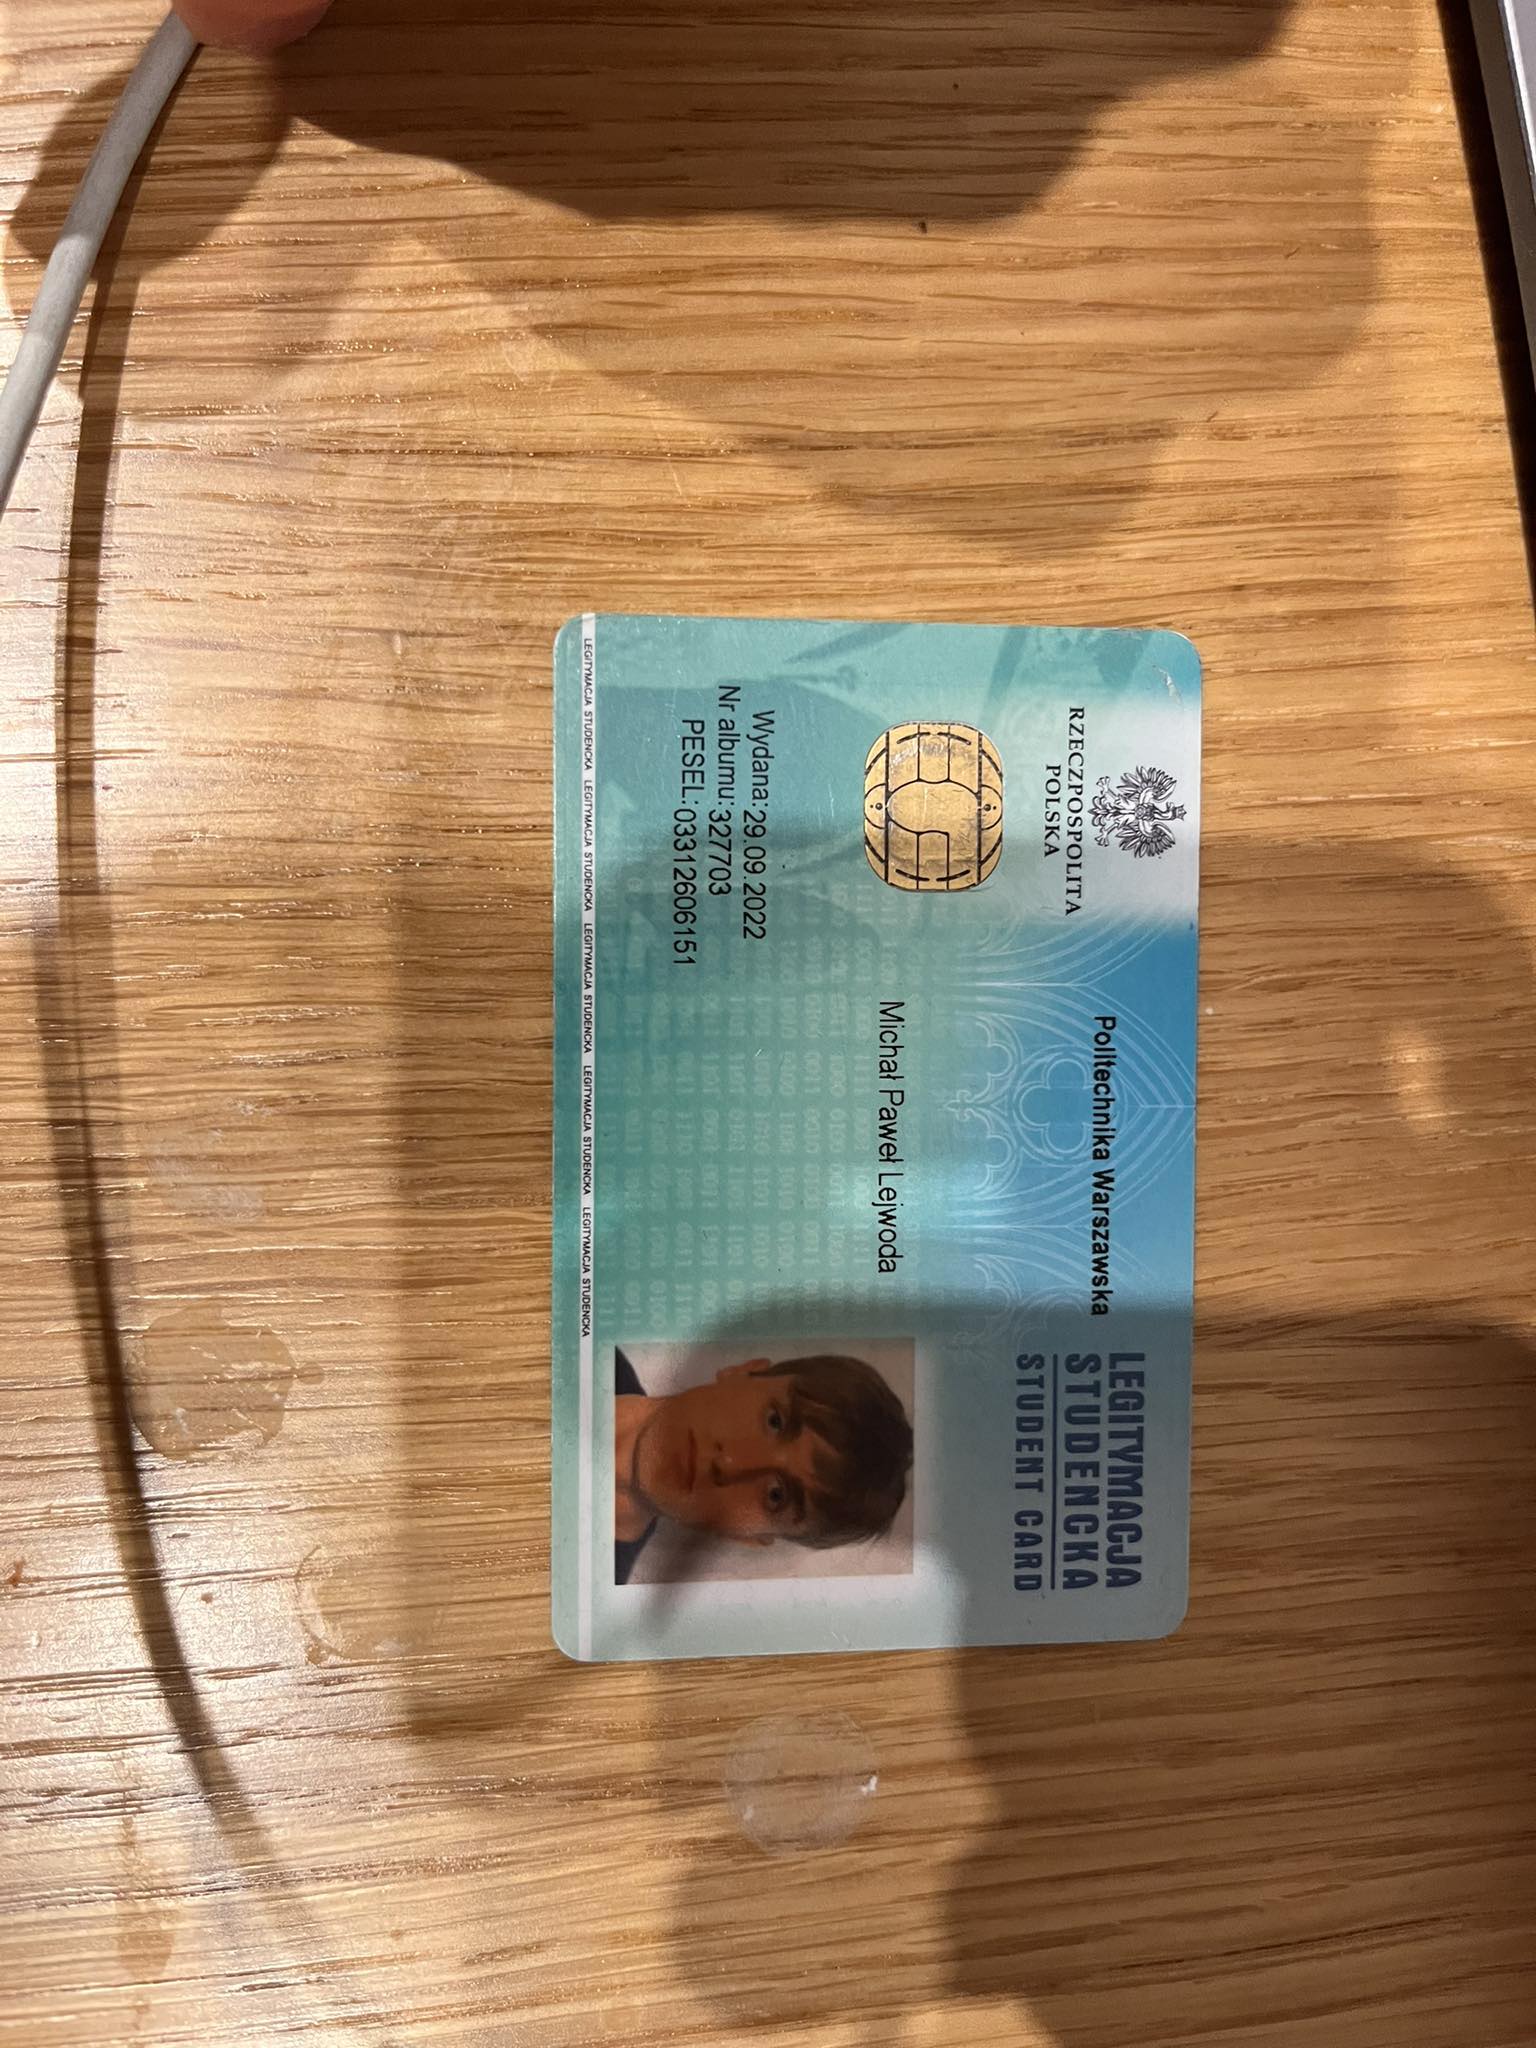 RZECZPOSPOLITA
POLSKA
Politechnika Warszawska
LEGITYMACJA
STUDENCKA
STUDENT CARD
Michał Paweł Lejwoda
Wydana: 29.09.2022
Nr albumu: 327703
PESEL: 03312606151
LEGITYMACJA STUDENCKA LEGITYMACJA STUDENCKA LEGITYMACJA STUDENCKA LEGITYMACJA STUDENCKA LEGITYMACJA STUDENCKA